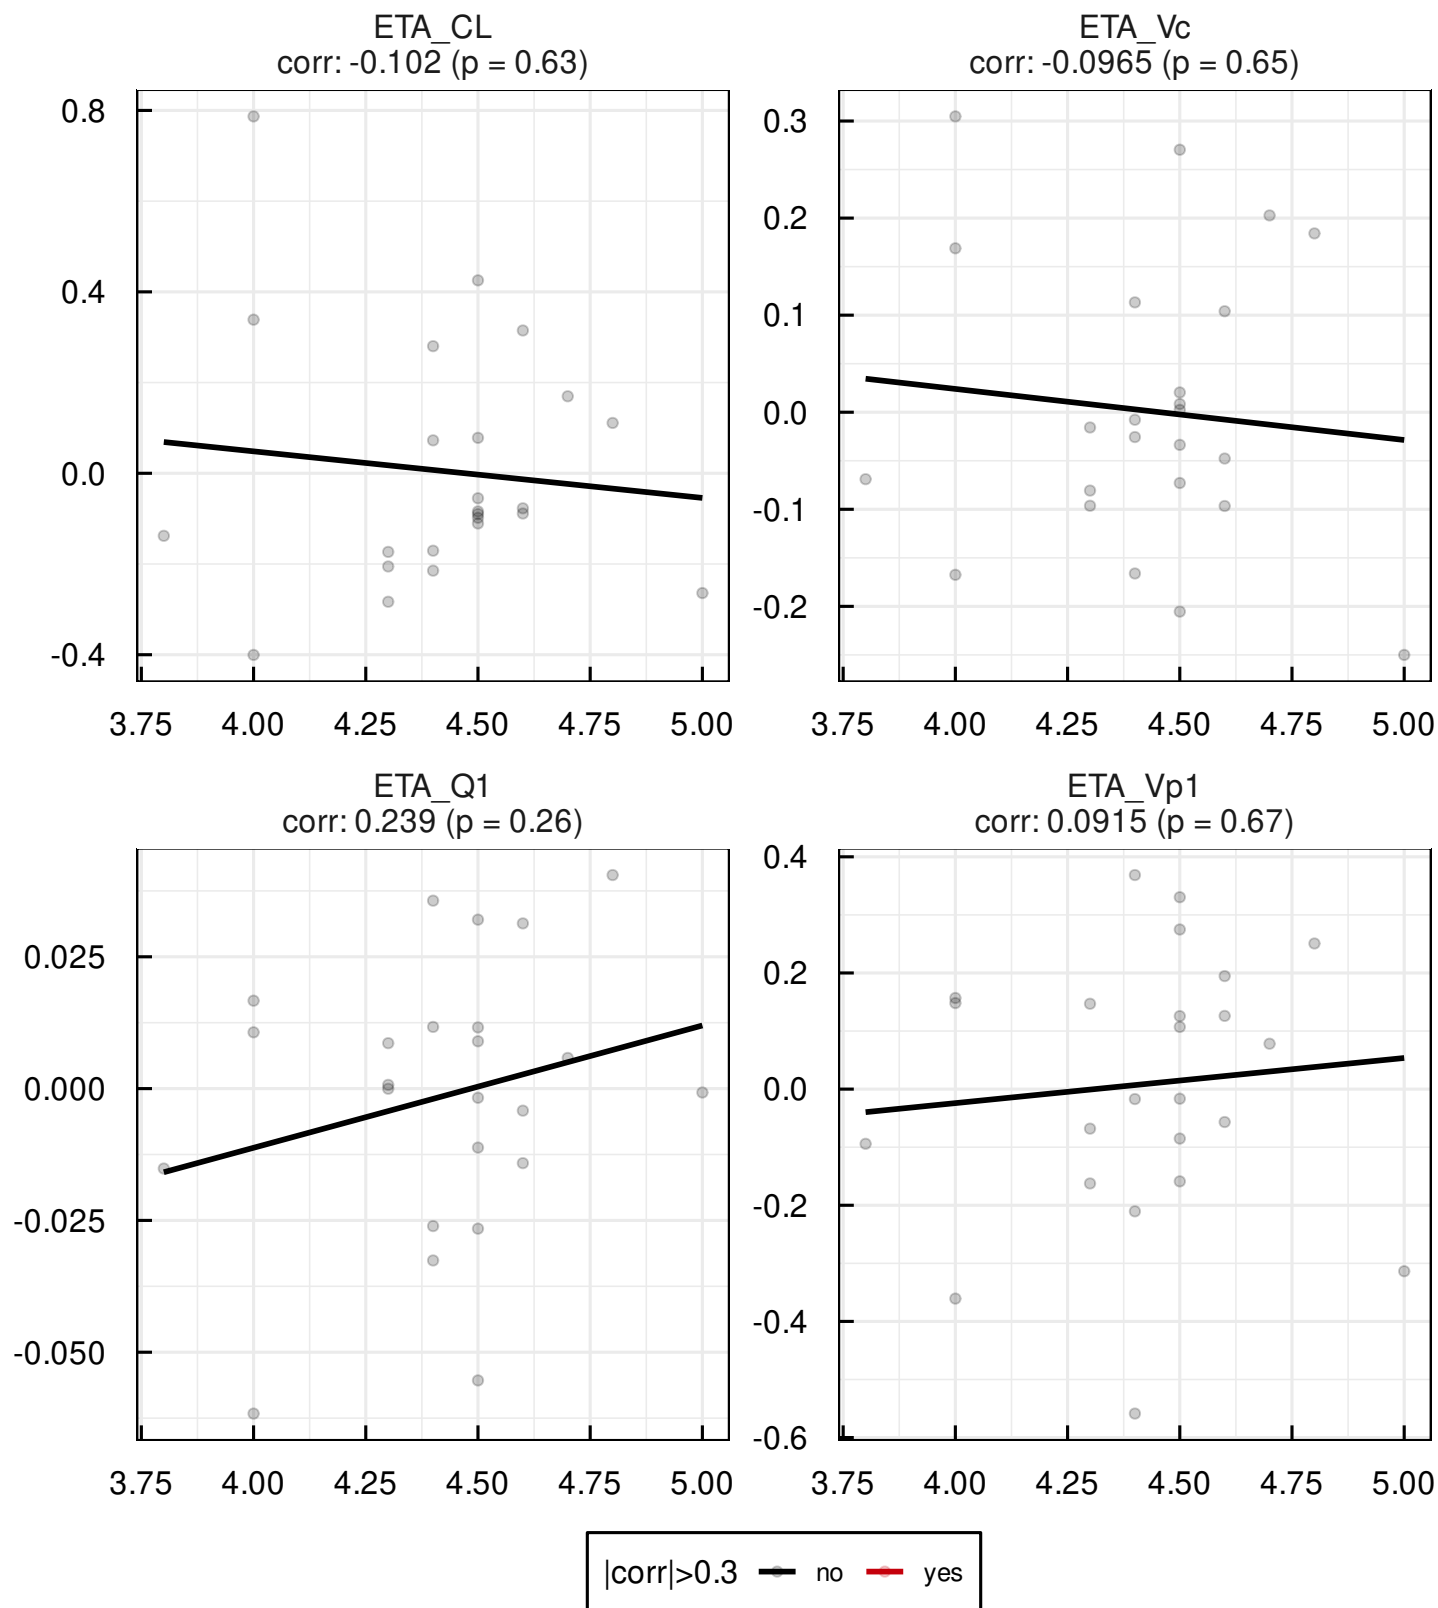 ETA_CL
corr: -0.102 (p = 0.63)
0.8
0.4
0.0
-0.4
3.75 4.00 4.25 4.50 4.75 5.00
ETA_Vc
corr: -0.0965 (p = 0.65)
0.3
0.2
0.1
0.0
-0.1
-0.2
3.75 4.00 4.25 4.50 4.75 5.00
ETA_Q1
corr: 0.239 (p = 0.26)
0.025
0.000
-0.025
-0.050
3.75 4.00 4.25 4.50 4.75 5.00
ETA_Vp1
corr: 0.0915 (p = 0.67)
0.4
0.2
0.0
-0.2
-0.4
-0.6
3.75 4.00 4.25 4.50 4.75 5.00
|corr|>0.3 no yes